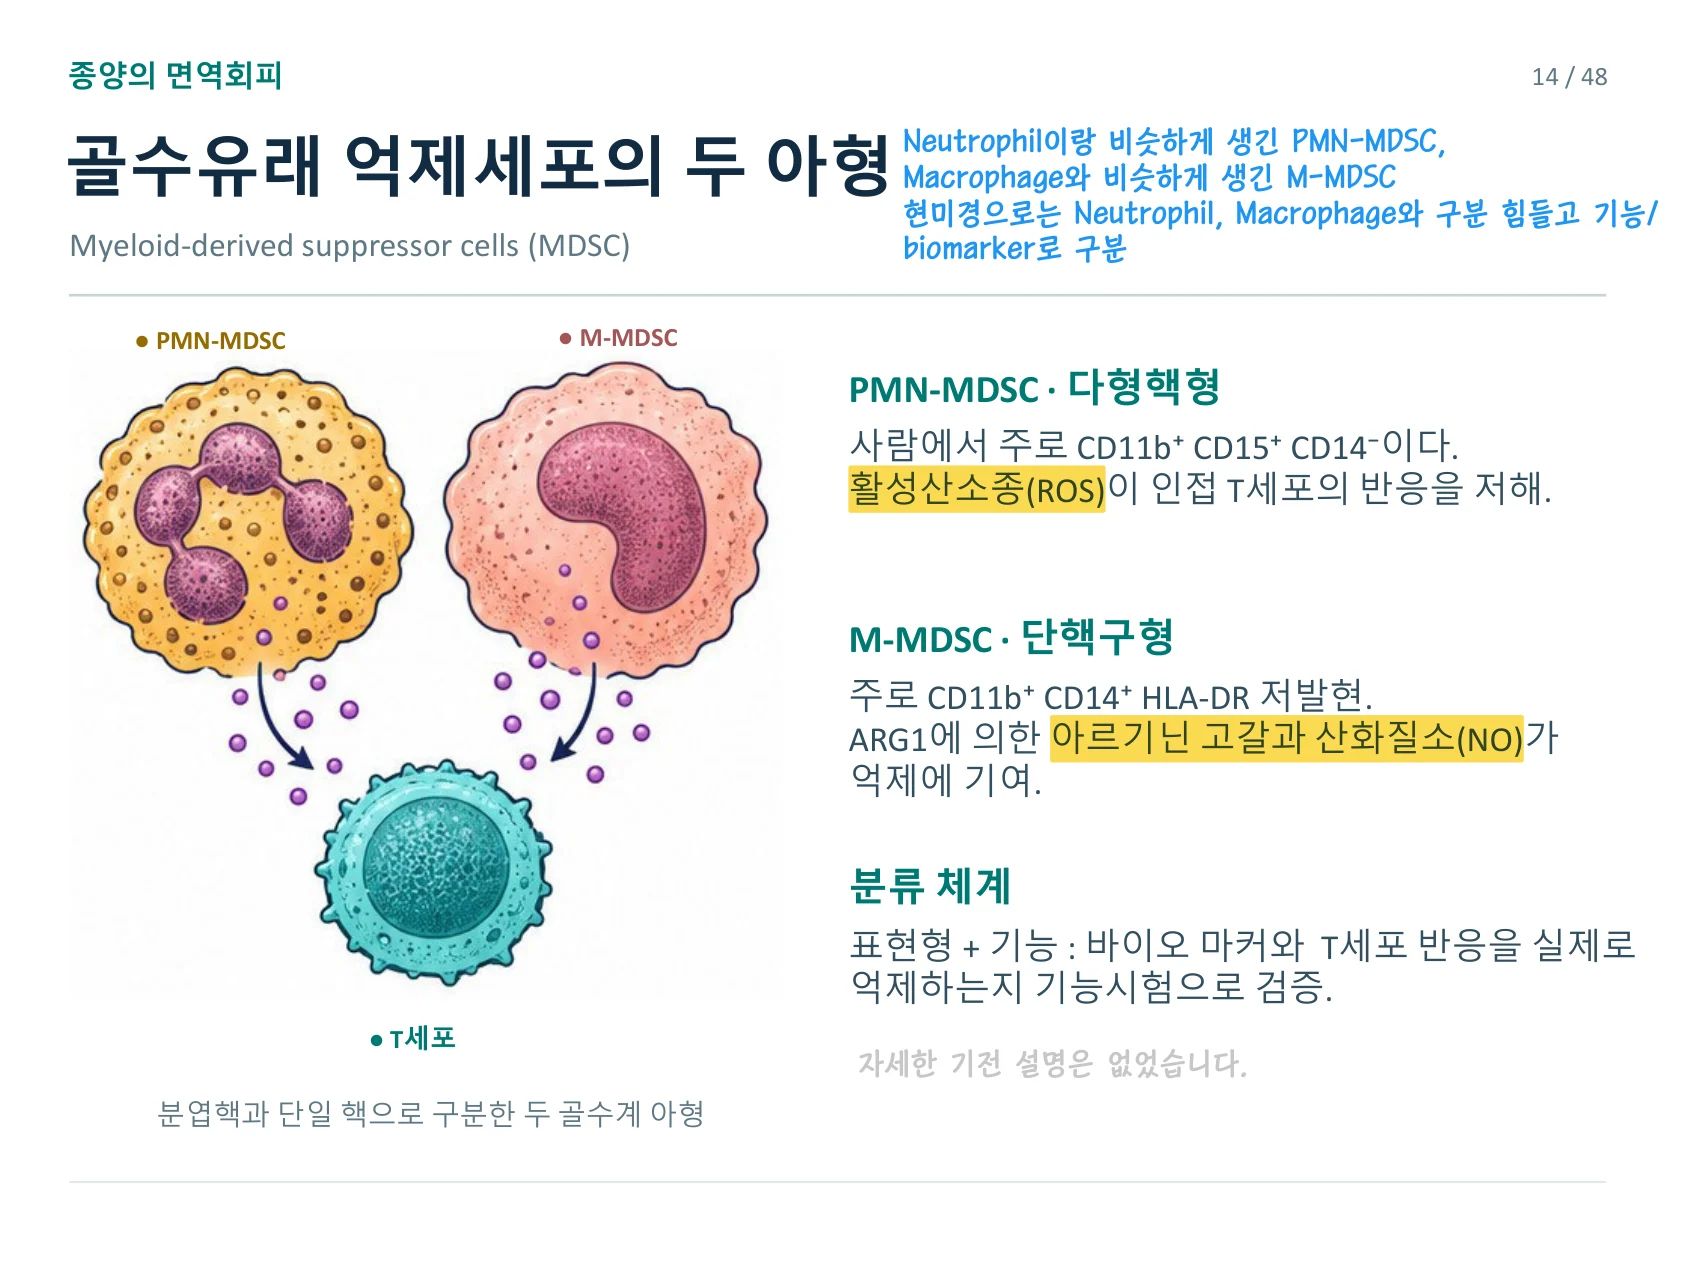 종양의 면역회피
14 / 48
골수유래 억제세포의 두 아형
Neutrophil이랑 비슷하게 생긴 PMN-MDSC,
Macrophage와 비슷하게 생긴 M-MDSC
현미경으로는 Neutrophil, Macrophage와 구분 힘들고 기능/
biomarker로 구분
Myeloid-derived suppressor cells (MDSC)
● PMN-MDSC
● M-MDSC
PMN-MDSC · 다형핵형
사람에서 주로 CD11b⁺ CD15⁺ CD14⁻이다.
활성산소종(ROS)이 인접 T세포의 반응을 저해.
M-MDSC · 단핵구형
주로 CD11b⁺ CD14⁺ HLA-DR 저발현.
ARG1에 의한 아르기닌 고갈과 산화질소(NO)가
억제에 기여.
분류 체계
표현형 + 기능 : 바이오 마커와 T세포 반응을 실제로
억제하는지 기능시험으로 검증.
자세한 기전 설명은 없었습니다.
● T세포
분엽핵과 단일 핵으로 구분한 두 골수계 아형